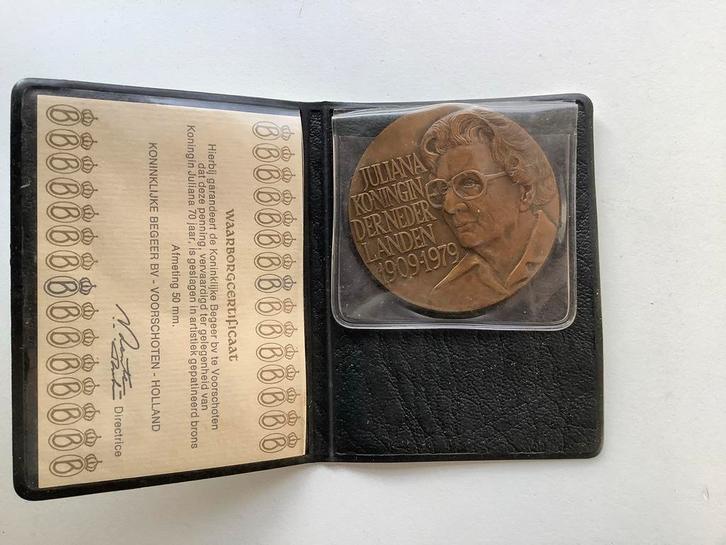 WAARBORGCERTIFICAAT
Hierbij garandeert de Koninklijke Begeer bv te Voorschoten
dat deze penning, vervaardigd ter gelegenheid van
Koningin Juliana 70 jaar, is geslagen in artistiek gepatineerd brons
Afmeting 50 mm.
KONINKLIJKE BEGEER BV - VOORSCHOTEN - HOLLAND
Directrice
JULIANA
KONINGIN
DER NEDER
LANDEN
1909-1979